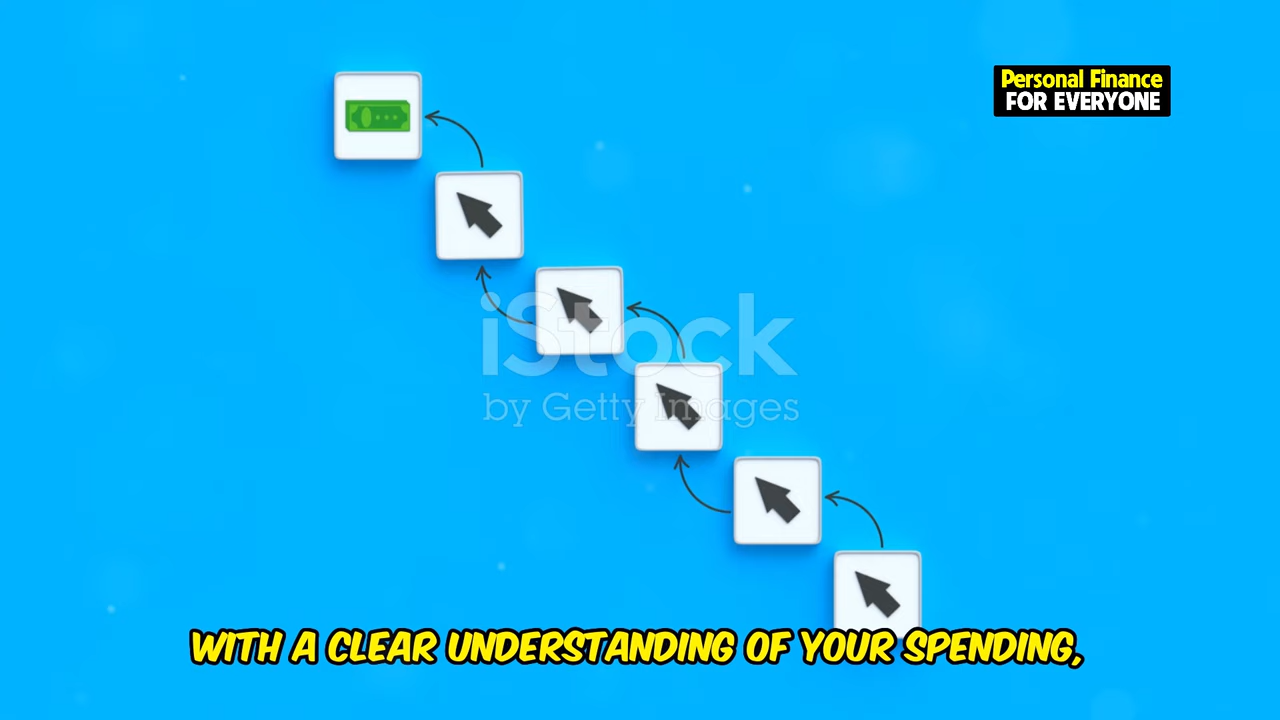 Personal Finance
FOR EVERYONE
iStock
by Getty Images
WITH A CLEAR UNDERSTANDING OF YOUR SPENDING,